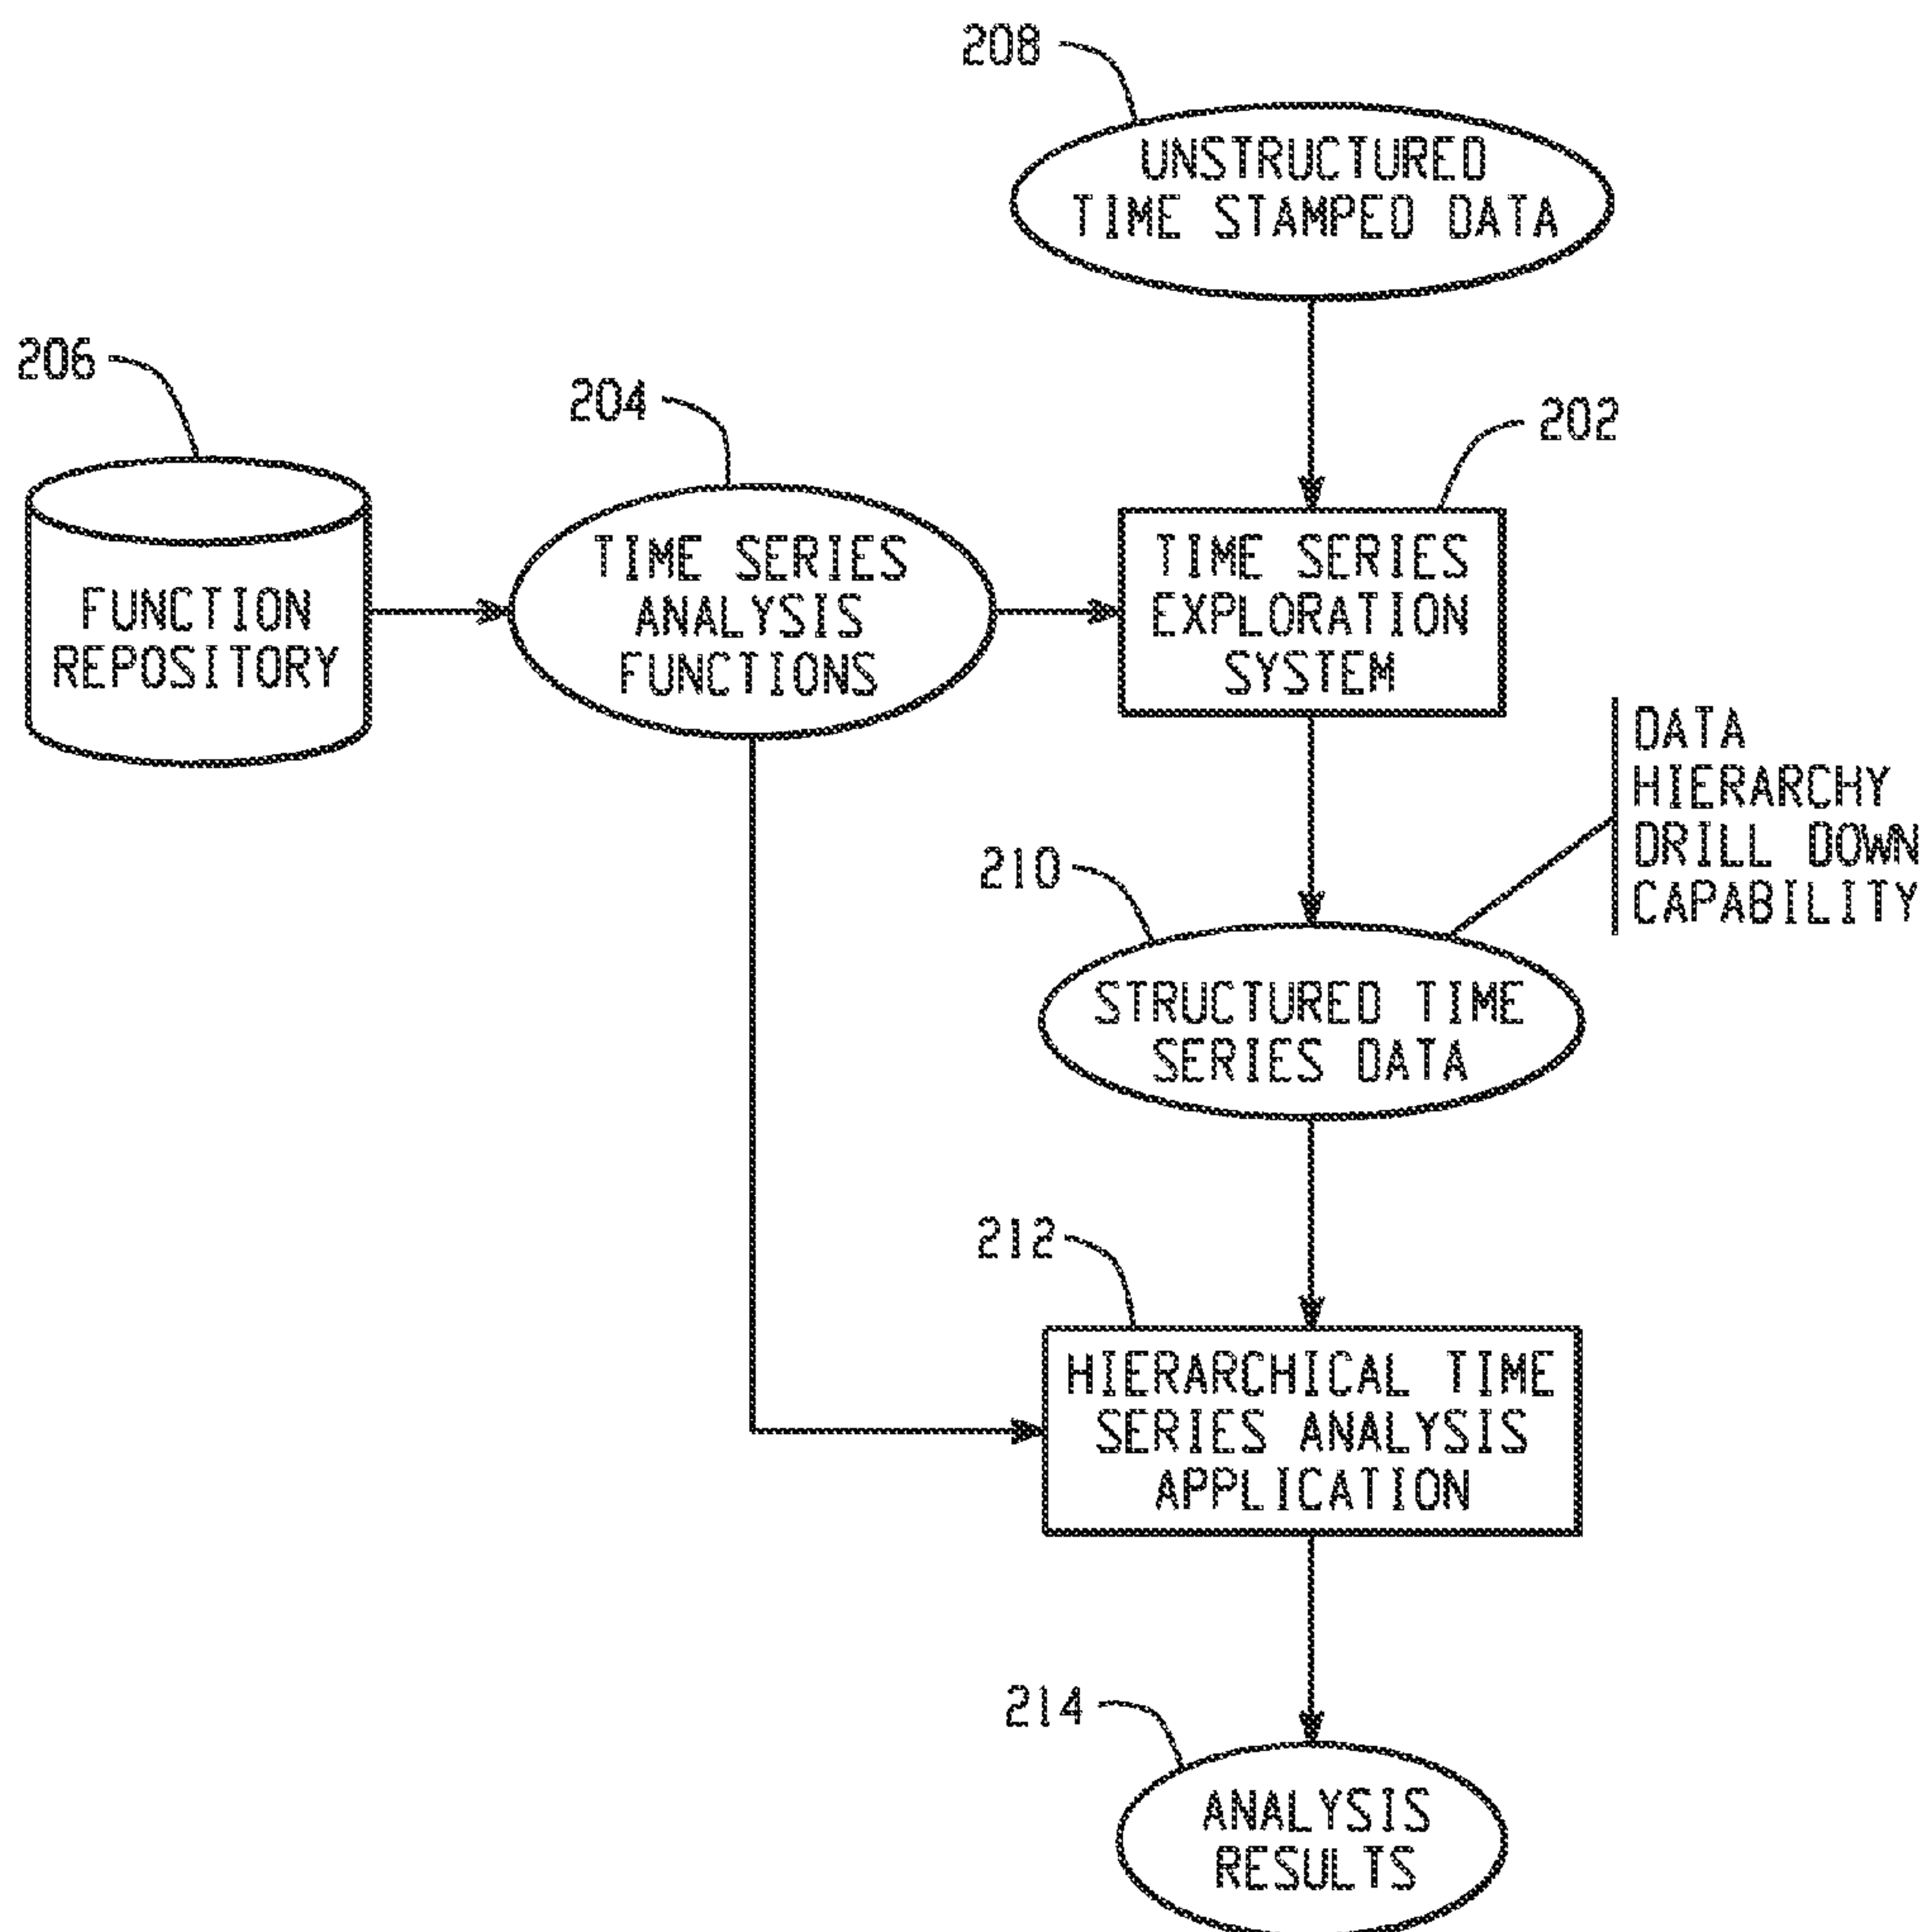 208
UNSTRUCTURED
TIME STAMPED DATA
206
204
202
FUNCTION
REPOSITORY
TIME SERIES
ANALYSIS
FUNCTIONS
TIME SERIES
EXPLORATION
SYSTEM
DATA
HIERARCHY
DRILL DOWN
CAPABILITY
210
STRUCTURED TIME
SERIES DATA
212
HIERARCHICAL TIME
SERIES ANALYSIS
APPLICATION
214
ANALYSIS
RESULTS